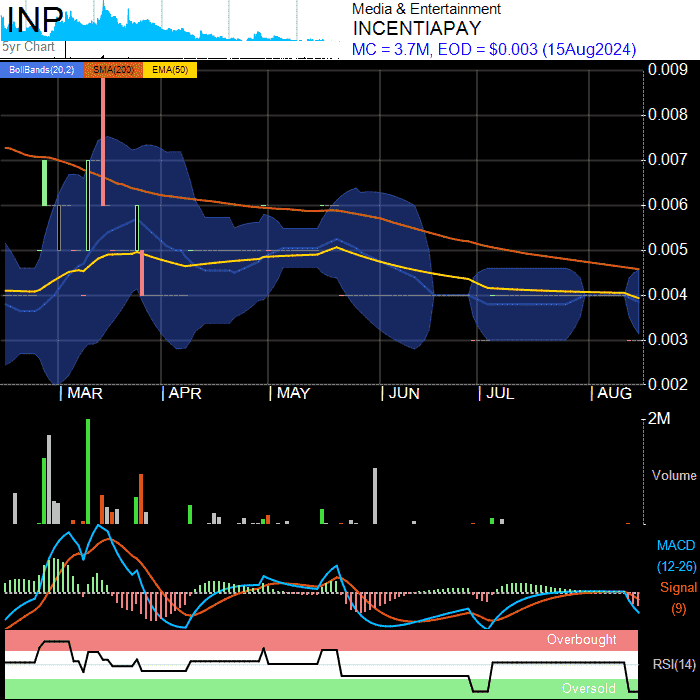 INP
5yr Chart
Media & Entertainment
INCENTIAPAY
MC = 3.7M, EOD = $0.003 (15Aug2024)
BollBands(20,2) SMA(200) EMA(50)
0.009
0.008
0.007
0.006
0.005
0.004
0.003
0.002
MAR APR MAY JUN JUL AUG
2M
Volume
MACD
(12-26)
Signal
(9)
Overbought
RSI(14)
Oversold